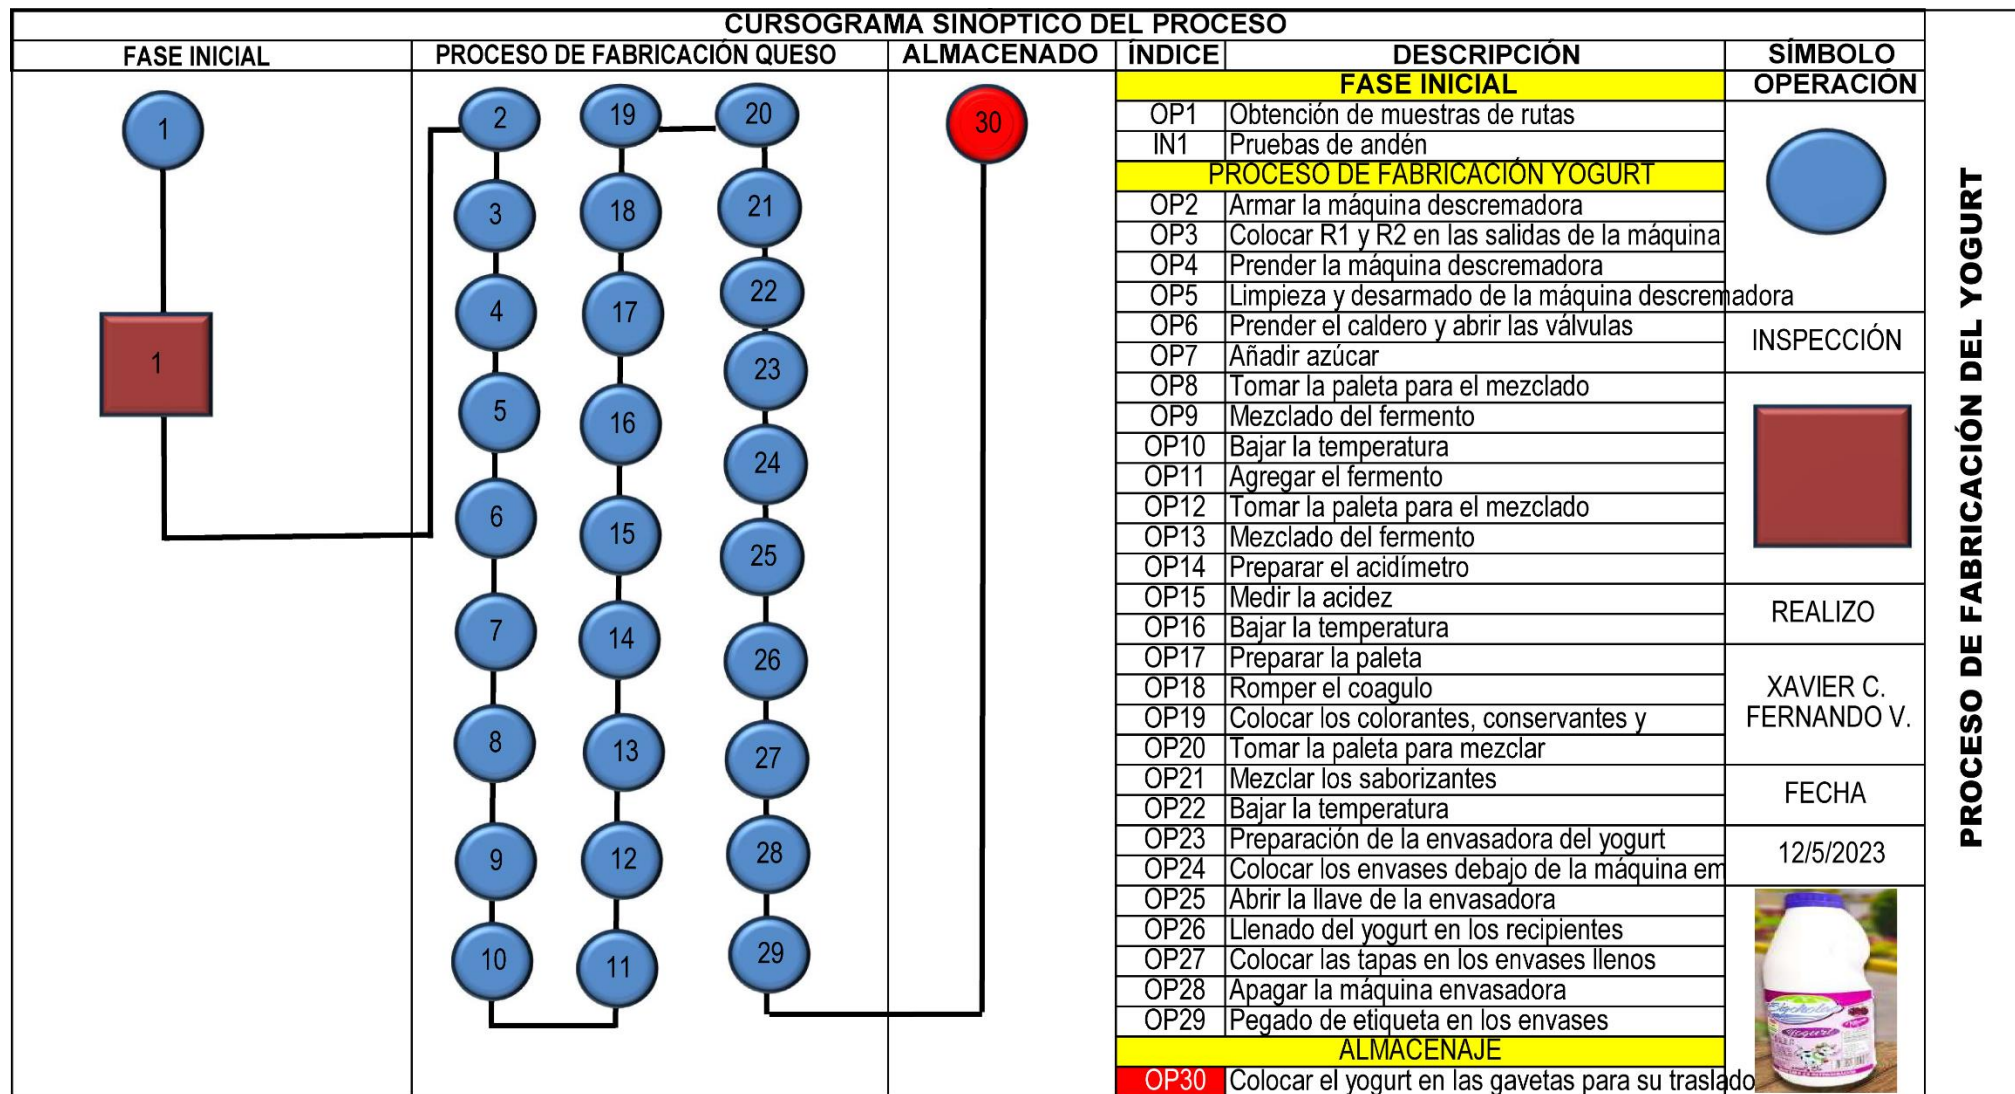 CURSOGRAMA SINÓPTICO DEL PROCESO
FASE INICIAL
PROCESO DE FABRICACIÓN QUESO
ALMACENADO
ÍNDICE
DESCRIPCIÓN
SÍMBOLO
1
1
2
3
4
5
6
7
8
9
10
19
18
17
16
15
14
13
12
11
20
21
22
23
24
25
26
27
28
29
30
FASE INICIAL
OP1 Obtención de muestras de rutas
IN1 Pruebas de andén
PROCESO DE FABRICACIÓN YOGURT
OP2 Armar la máquina descremadora
OP3 Colocar R1 y R2 en las salidas de la máquina
OP4 Prender la máquina descremadora
OP5 Limpieza y desarmado de la máquina descremadora
OP6 Prender el caldero y abrir las válvulas
OP7 Añadir azúcar
OP8 Tomar la paleta para el mezclado
OP9 Mezclado del fermento
OP10 Bajar la temperatura
OP11 Agregar el fermento
OP12 Tomar la paleta para el mezclado
OP13 Mezclado del fermento
OP14 Preparar el acidímetro
OP15 Medir la acidez
OP16 Bajar la temperatura
OP17 Preparar la paleta
OP18 Romper el coagulo
OP19 Colocar los colorantes, conservantes y
OP20 Tomar la paleta para mezclar
OP21 Mezclar los saborizantes
OP22 Bajar la temperatura
OP23 Preparación de la envasadora del yogurt
OP24 Colocar los envases debajo de la máquina em
OP25 Abrir la llave de la envasadora
OP26 Llenado del yogurt en los recipientes
OP27 Colocar las tapas en los envases llenos
OP28 Apagar la máquina envasadora
OP29 Pegado de etiqueta en los envases
ALMACENAJE
OP30 Colocar el yogurt en las gavetas para su traslado
OPERACIÓN
INSPECCIÓN
REALIZO
XAVIER C.
FERNANDO V.
FECHA
12/5/2023
Yogurt
PROCESO DE FABRICACIÓN DEL YOGURT